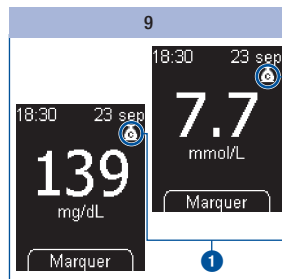 9
18:30 23 sep
c
139
mg/dL
Marquer
18:30 23 sep
c
7.7
mmol/L
Marquer
1